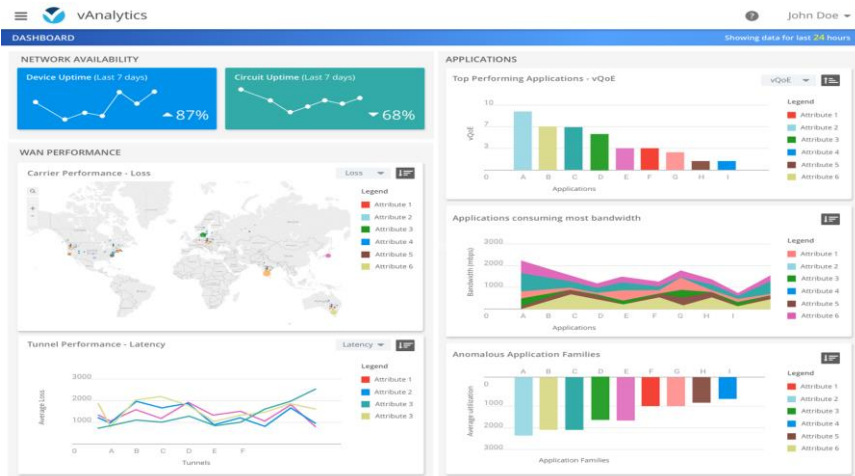 vAnalytics
John Doe
DASHBOARD
Showing data for last 24 hours
NETWORK AVAILABILITY
Device Uptime (Last 7 days)
87%
Circuit Uptime (Last 7 days)
68%
WAN PERFORMANCE
Carrier Performance - Loss
Loss
Legend
Attribute 1
Attribute 2
Attribute 3
Attribute 4
Attribute 5
Attribute 6
Tunnel Performance - Latency
Latency
Legend
Attribute 1
Attribute 2
Attribute 3
Attribute 3
Average Loss
3000
2000
1000
0 A B C D E F
Tunnels
APPLICATIONS
Top Performing Applications - vQoE
vQoE
Legend
Attribute 1
Attribute 2
Attribute 3
Attribute 4
Attribute 5
Attribute 6
vQoE
10
7
3
0 A B C D E F G H I
Applications
Applications consuming most bandwidth
Legend
Attribute 1
Attribute 2
Attribute 3
Attribute 4
Attribute 5
Attribute 6
Bandwidth (mbps)
3000
2000
1000
0 A B C D E F G H I
Applications
Anomalous Application Families
Legend
Attribute 1
Attribute 2
Attribute 3
Attribute 4
Attribute 5
Attribute 6
A B C D E F G H I
Average utilization
0
1000
2000
3000
Application Families